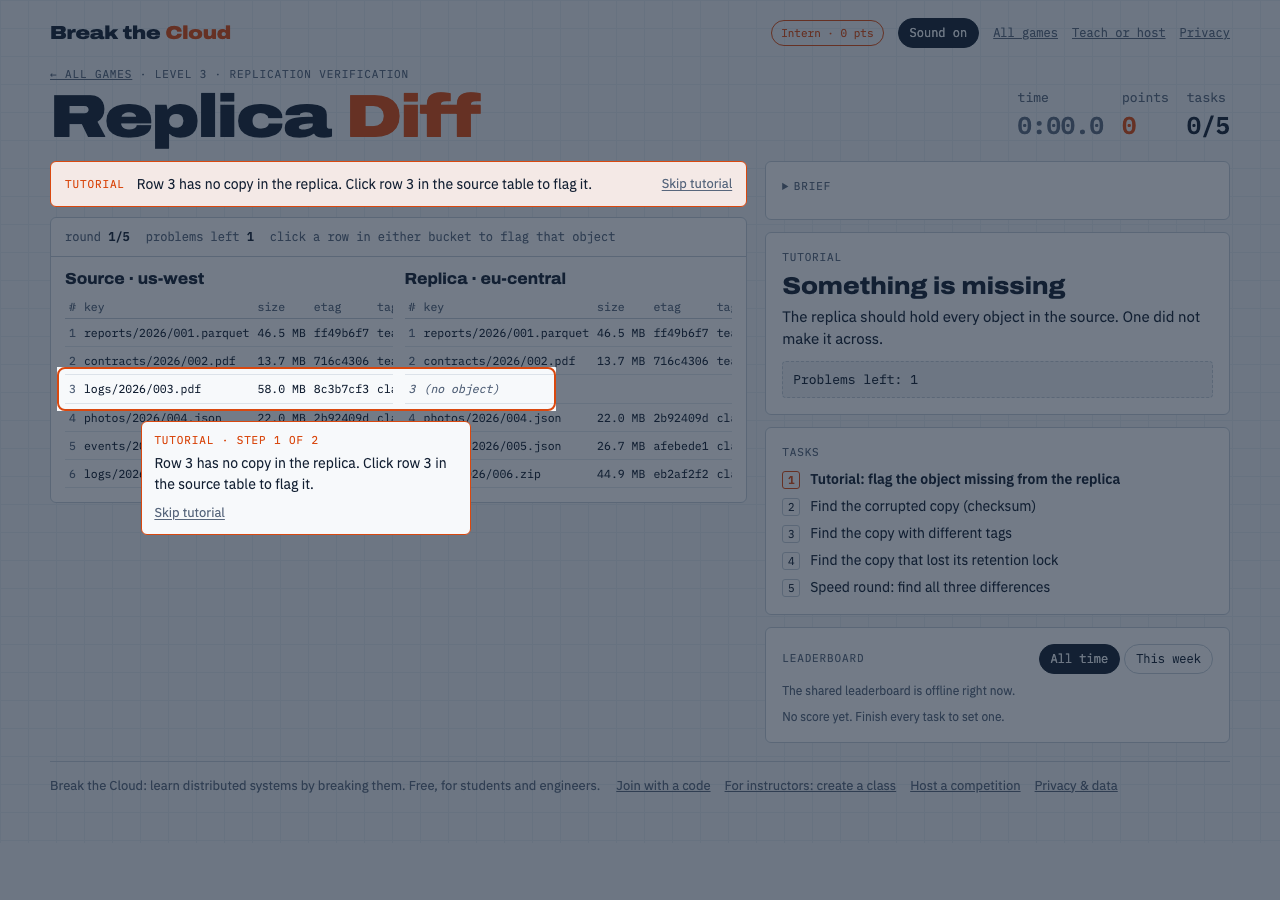 Break the Cloud
Intern · 0 pts
Sound on
All games
Teach or host
Privacy
← ALL GAMES · LEVEL 3 · REPLICATION VERIFICATION
Replica Diff
time
0:00.0
points
0
tasks
0/5
TUTORIAL Row 3 has no copy in the replica. Click row 3 in the source table to flag it. Skip tutorial
round 1/5 problems left 1 click a row in either bucket to flag that object
Source · us-west
# key size etag
1 reports/2026/001.parquet 46.5 MB ff49b6f7
2 contracts/2026/002.pdf 13.7 MB 716c4306
3 logs/2026/003.pdf 58.0 MB 8c3b7cf3
4 photos/2026/004.json 22.0 MB 2b92409d
5
6
Replica · eu-central
# key size etag
1 reports/2026/001.parquet 46.5 MB ff49b6f7
2 contracts/2026/002.pdf 13.7 MB 716c4306
3 (no object)
4 photos/2026/004.json 22.0 MB 2b92409d
26/005.json 26.7 MB afebede1
26/006.zip 44.9 MB eb2af2f2
TUTORIAL · STEP 1 OF 2
Row 3 has no copy in the replica. Click row 3 in
the source table to flag it.
Skip tutorial
BRIEF
TUTORIAL
Something is missing
The replica should hold every object in the source. One did not
make it across.
Problems left: 1
TASKS
1 Tutorial: flag the object missing from the replica
2 Find the corrupted copy (checksum)
3 Find the copy with different tags
4 Find the copy that lost its retention lock
5 Speed round: find all three differences
LEADERBOARD
All time
This week
The shared leaderboard is offline right now.
No score yet. Finish every task to set one.
Break the Cloud: learn distributed systems by breaking them. Free, for students and engineers. Join with a code For instructors: create a class Host a competition Privacy & data